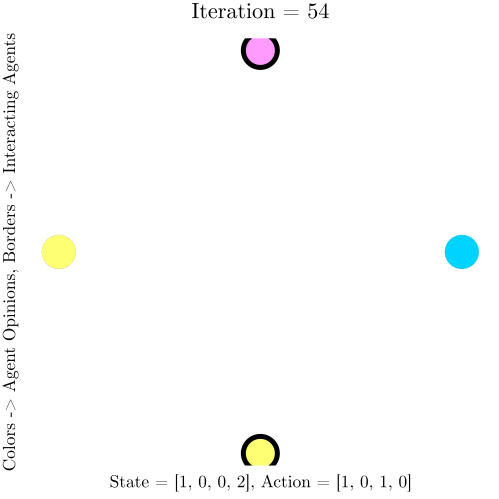 Iteration = 54
Colors -> Agent Opinions, Borders -> Interacting Agents
State = [1, 0, 0, 2], Action = [1, 0, 1, 0]